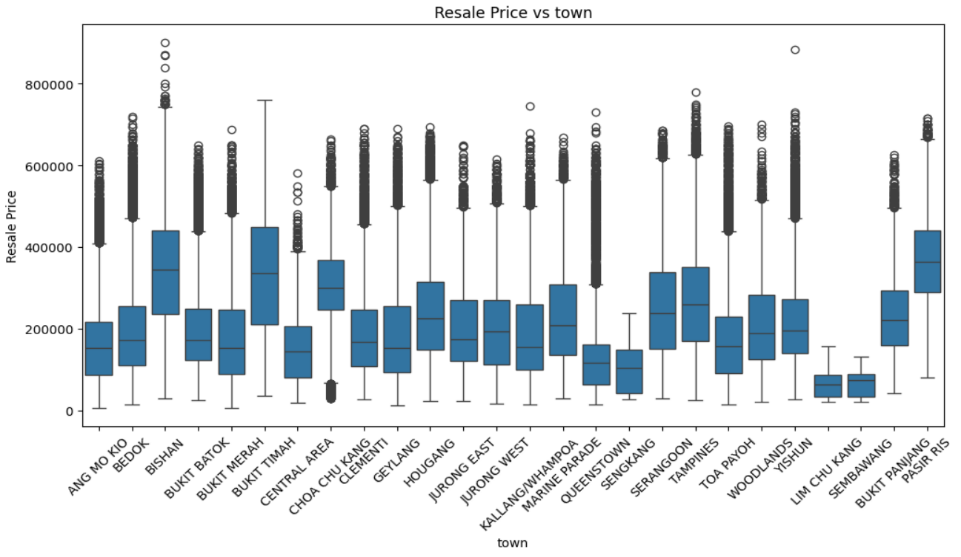 Resale Price vs town
Resale Price
800000
600000
400000
200000
0
ANG MO KIO
BEDOK
BISHAN
BUKIT BATOK
BUKIT MERAH
BUKIT TIMAH
CENTRAL AREA
CHOA CHU KANG
CLEMENTI
GEYLANG
HOUGANG
JURONG EAST
JURONG WEST
KALLANG/WHAMPOA
MARINE PARADE
QUEENSTOWN
SENGKANG
SERANGOON
TAMPINES
TOA PAYOH
WOODLANDS
YISHUN
LIM CHU KANG
SEMBAWANG
BUKIT PANJANG
PASIR RIS
town